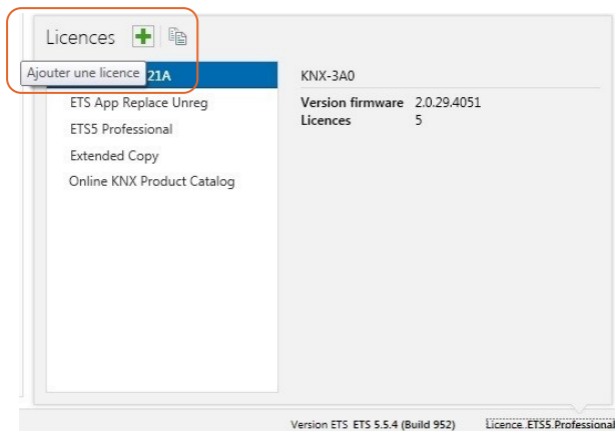 Licences
Ajouter une licence 21A
ETS App Replace Unreg
ETS5 Professional
Extended Copy
Online KNX Product Catalog
KNX-3A0
Version firmware 2.0.29.4051
Licences 5
Version ETS ETS 5.5.4 (Build 952) Licence ETS5 Professional